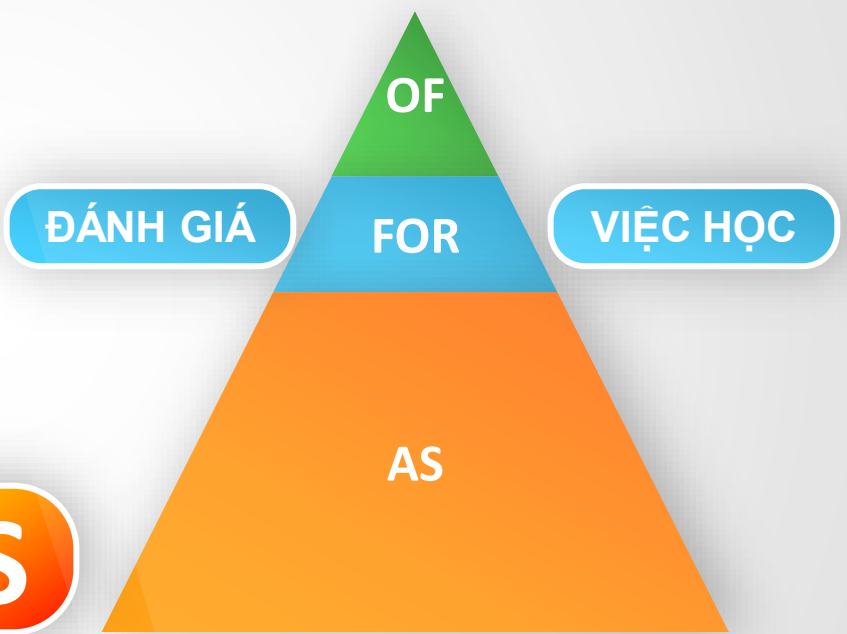 OF
ĐÁNH GIÁ
FOR
VIỆC HỌC
AS
S